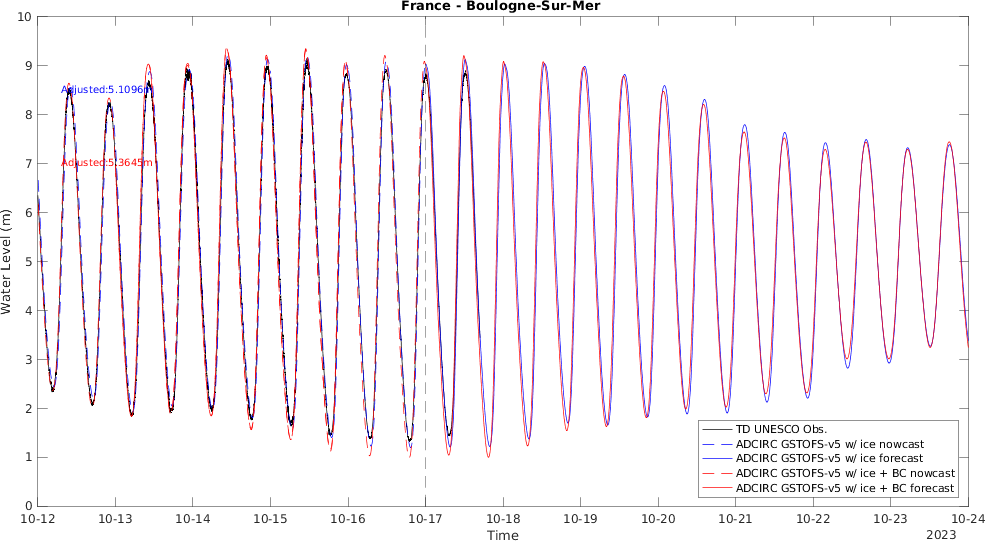 France - Boulogne-Sur-Mer
10
9
8
7
6
5
4
3
2
1
0
Water Level (m)
Adjusted:5.1096m
Adjusted:5.3645m
TD UNESCO Obs.
ADCIRC GSTOFS-v5 w/ ice nowcast
ADCIRC GSTOFS-v5 w/ ice forecast
ADCIRC GSTOFS-v5 w/ ice + BC nowcast
ADCIRC GSTOFS-v5 w/ ice + BC forecast
10-12 10-13 10-14 10-15 10-16 10-17 10-18 10-19 10-20 10-21 10-22 10-23 10-24
Time
2023